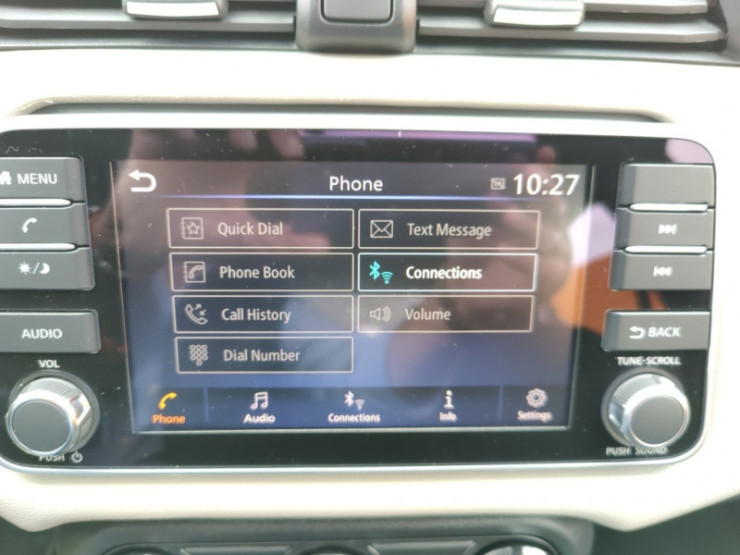 MENU
Phone
10:27
Quick Dial
Text Message
Phone Book
Connections
Call History
Volume
Dial Number
AUDIO
BACK
VOL
TUNE·SCROLL
Phone
Audio
Connections
Info
Settings
PUSH
PUSH SOUND